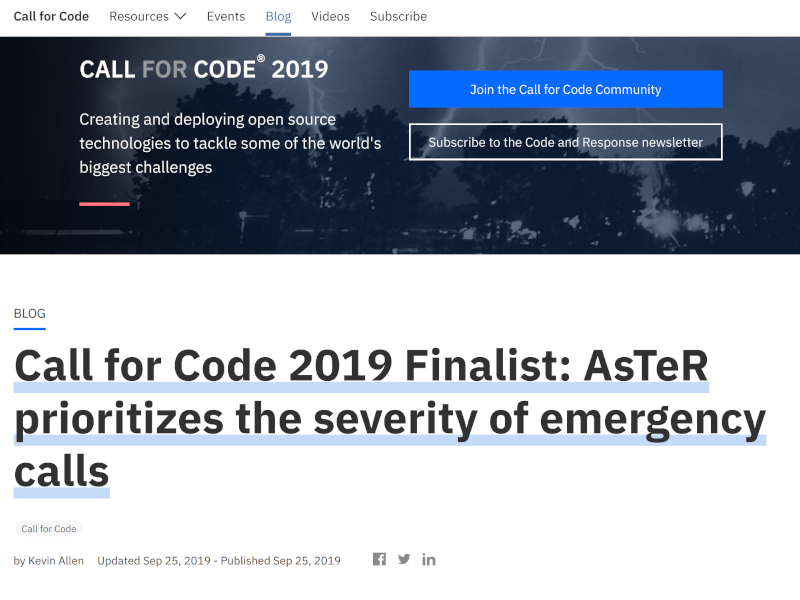 Call for Code Resources Events Blog Videos Subscribe
CALL FOR CODE® 2019
Creating and deploying open source
technologies to tackle some of the world's
biggest challenges
Join the Call for Code Community
Subscribe to the Code and Response newsletter
BLOG
Call for Code 2019 Finalist: AsTeR
prioritizes the severity of emergency
calls
Call for Code
by Kevin Allen Updated Sep 25, 2019 - Published Sep 25, 2019